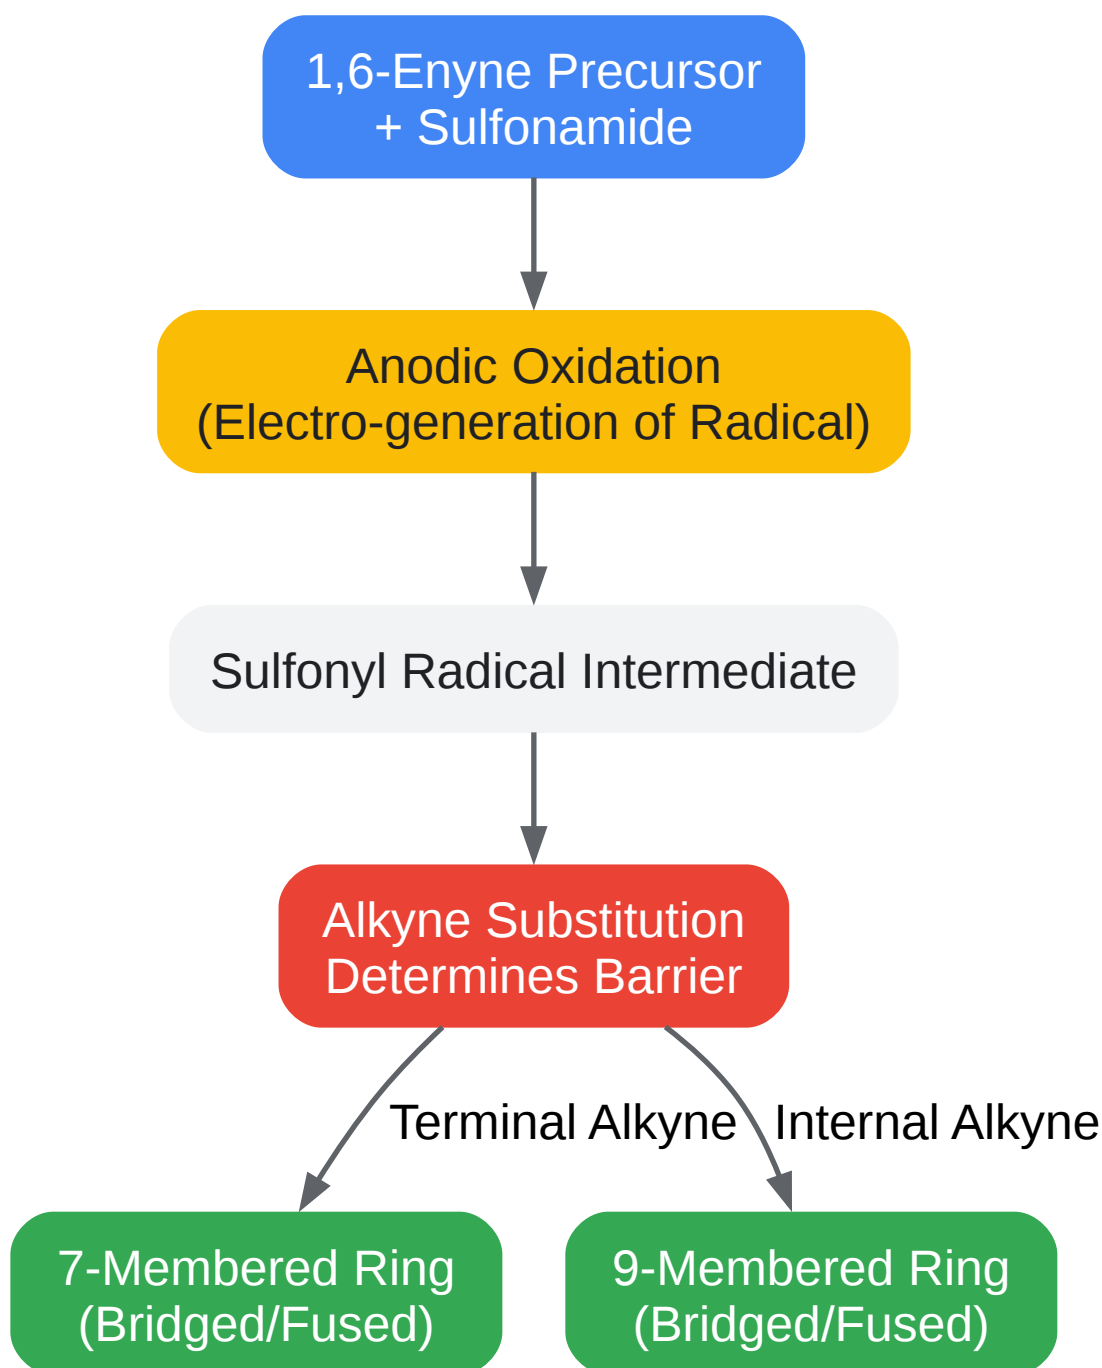 1,6-Enyne Precursor
+ Sulfonamide
Anodic Oxidation
(Electro-generation of Radical)
Sulfonyl Radical Intermediate
Alkyne Substitution
Determines Barrier
Terminal Alkyne
Internal Alkyne
7-Membered Ring
(Bridged/Fused)
9-Membered Ring
(Bridged/Fused)